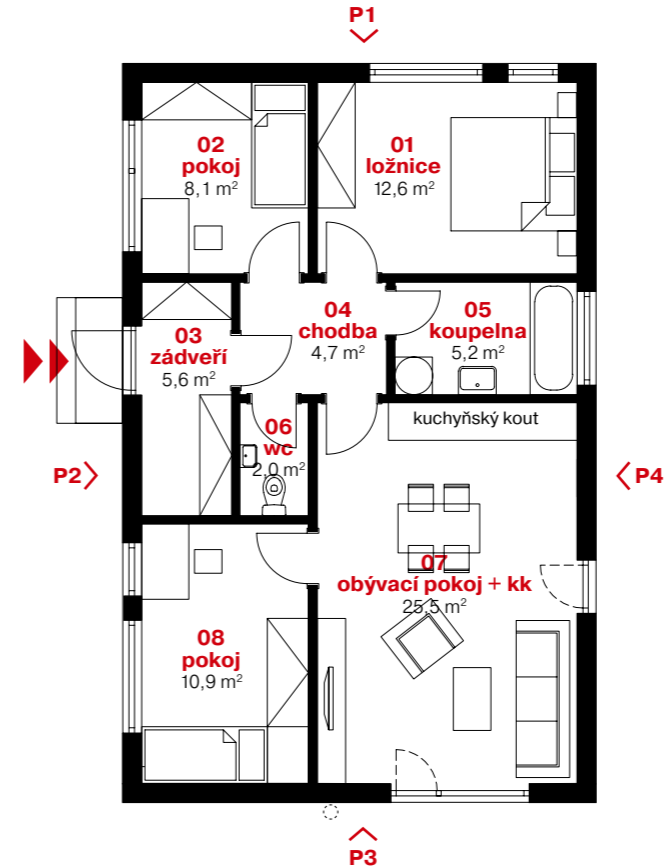 P1
02
pokoj
8,1 m²
01
ložnice
12,6 m²
03
zádveří
5,6 m²
04
chodba
4,7 m²
05
koupelna
5,2 m²
06
wc
2,0 m²
kuchyňský kout
P2
P4
07
obývací pokoj + kk
25,5 m²
08
pokoj
10,9 m²
P3